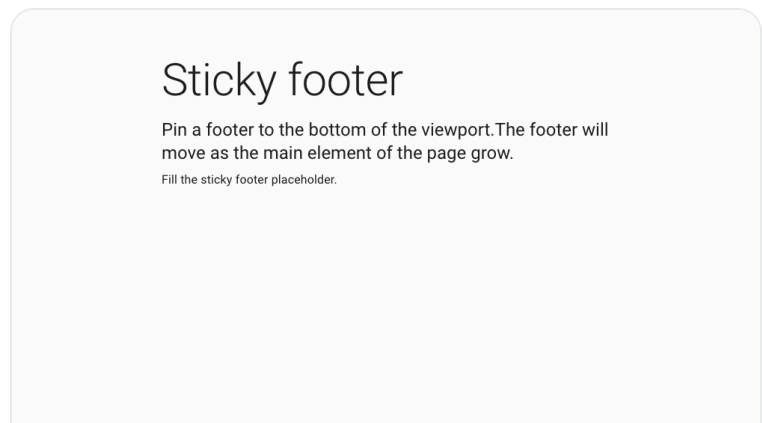 Sticky footer
Pin a footer to the bottom of the viewport.The footer will
move as the main element of the page grow.
Fill the sticky footer placeholder.